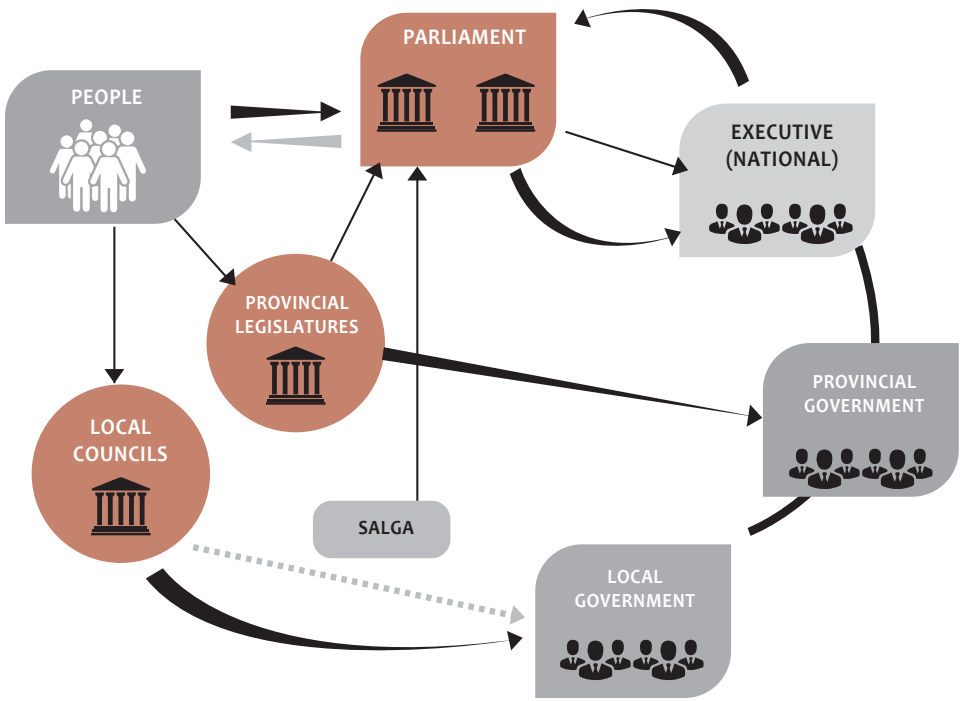 PARLIAMENT
PEOPLE
EXECUTIVE
(NATIONAL)
PROVINCIAL
LEGISLATURES
PROVINCIAL
GOVERNMENT
LOCAL
COUNCILS
SALGA
LOCAL
GOVERNMENT